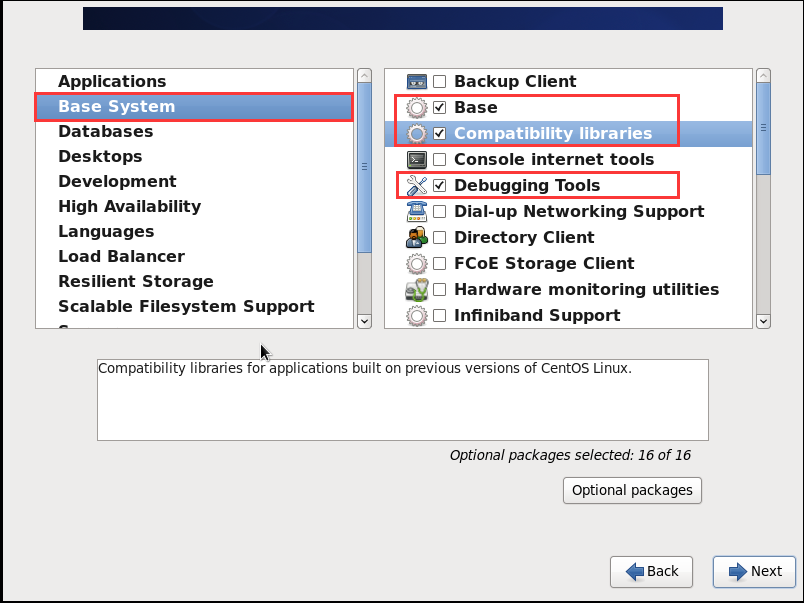 Applications
Base System
Databases
Desktops
Development
High Availability
Languages
Load Balancer
Resilient Storage
Scalable Filesystem Support
Backup Client
Base
Compatibility libraries
Console internet tools
Debugging Tools
Dial-up Networking Support
Directory Client
FCoE Storage Client
Hardware monitoring utilities
Infiniband Support
Compatibility libraries for applications built on previous versions of CentOS Linux.
Optional packages selected: 16 of 16
Optional packages
Back
Next